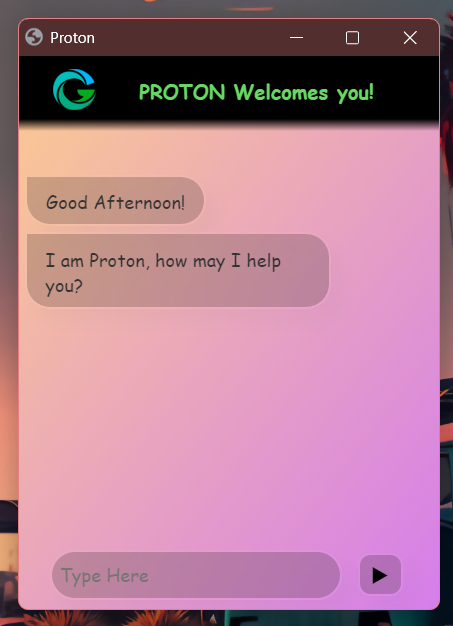 Proton
PROTON Welcomes you!
Good Afternoon!
I am Proton, how may I help
you?
Type Here